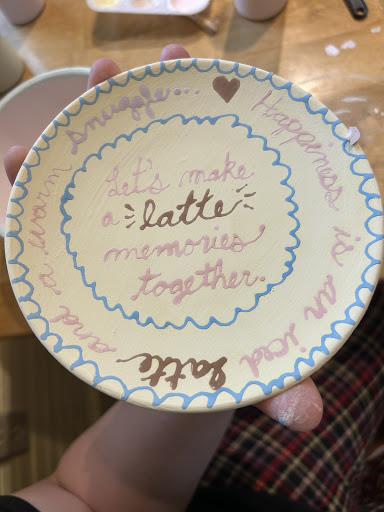 Let's make
a latte
memories
together.
Happiness is an iced latte and a warm snuggle...